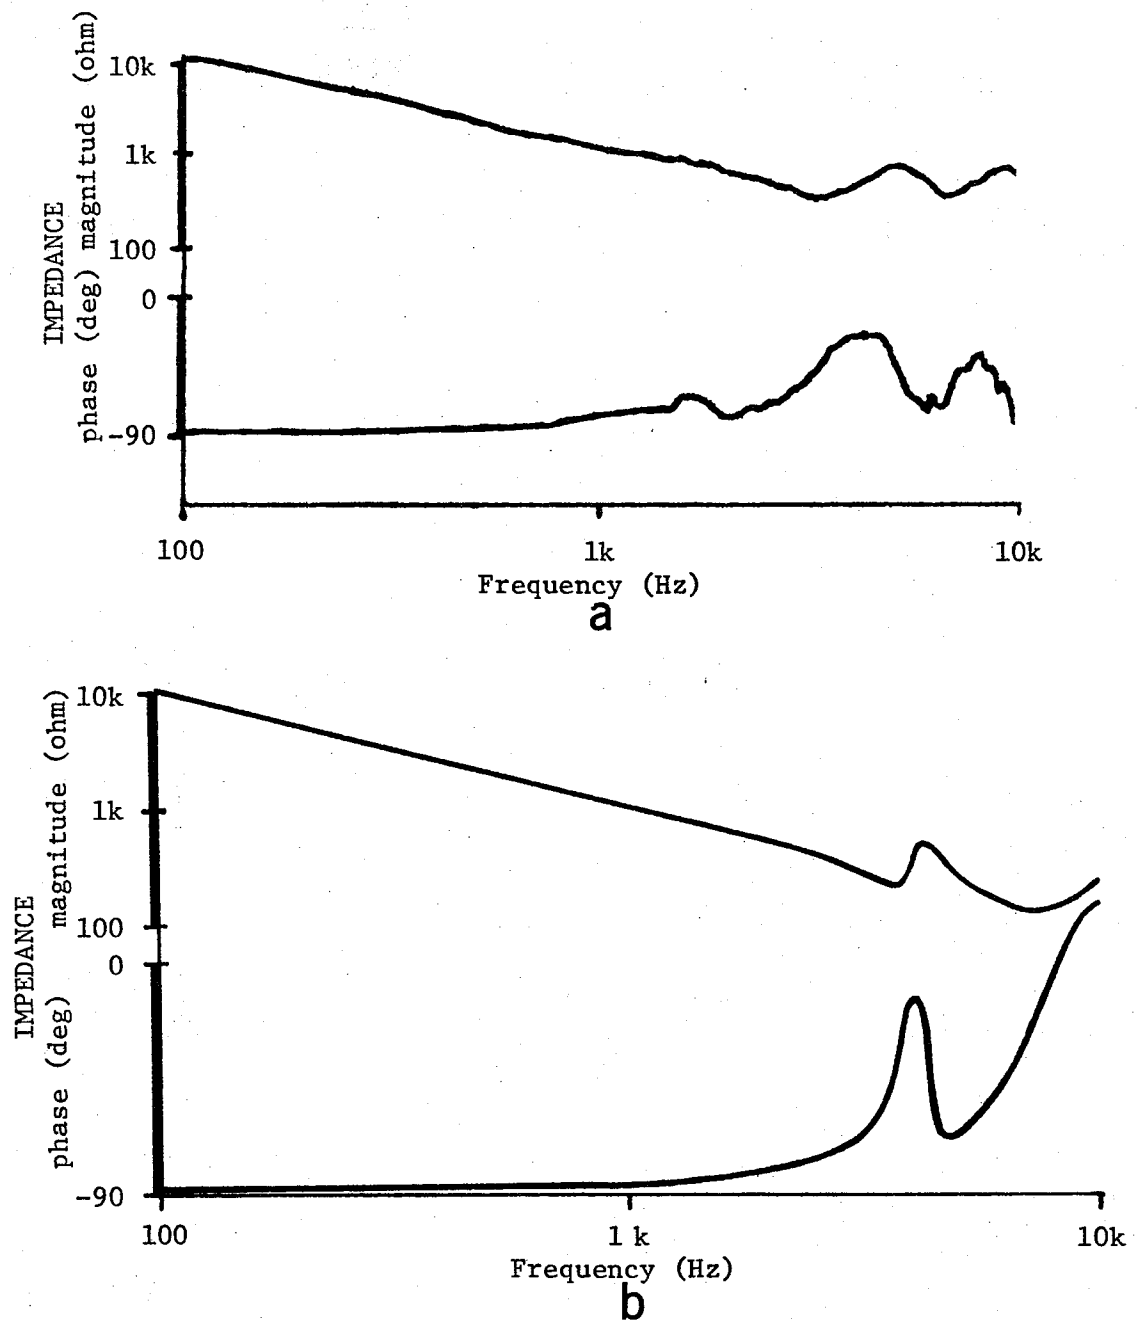 IMPEDANCE
phase (deg) magnitude (ohm)
10k
1k
100
0
-90
100 1k 10k
Frequency (Hz)
a
IMPEDANCE
phase (deg) magnitude (ohm)
10k
1k
100
0
-90
100 1 k 10k
Frequency (Hz)
b